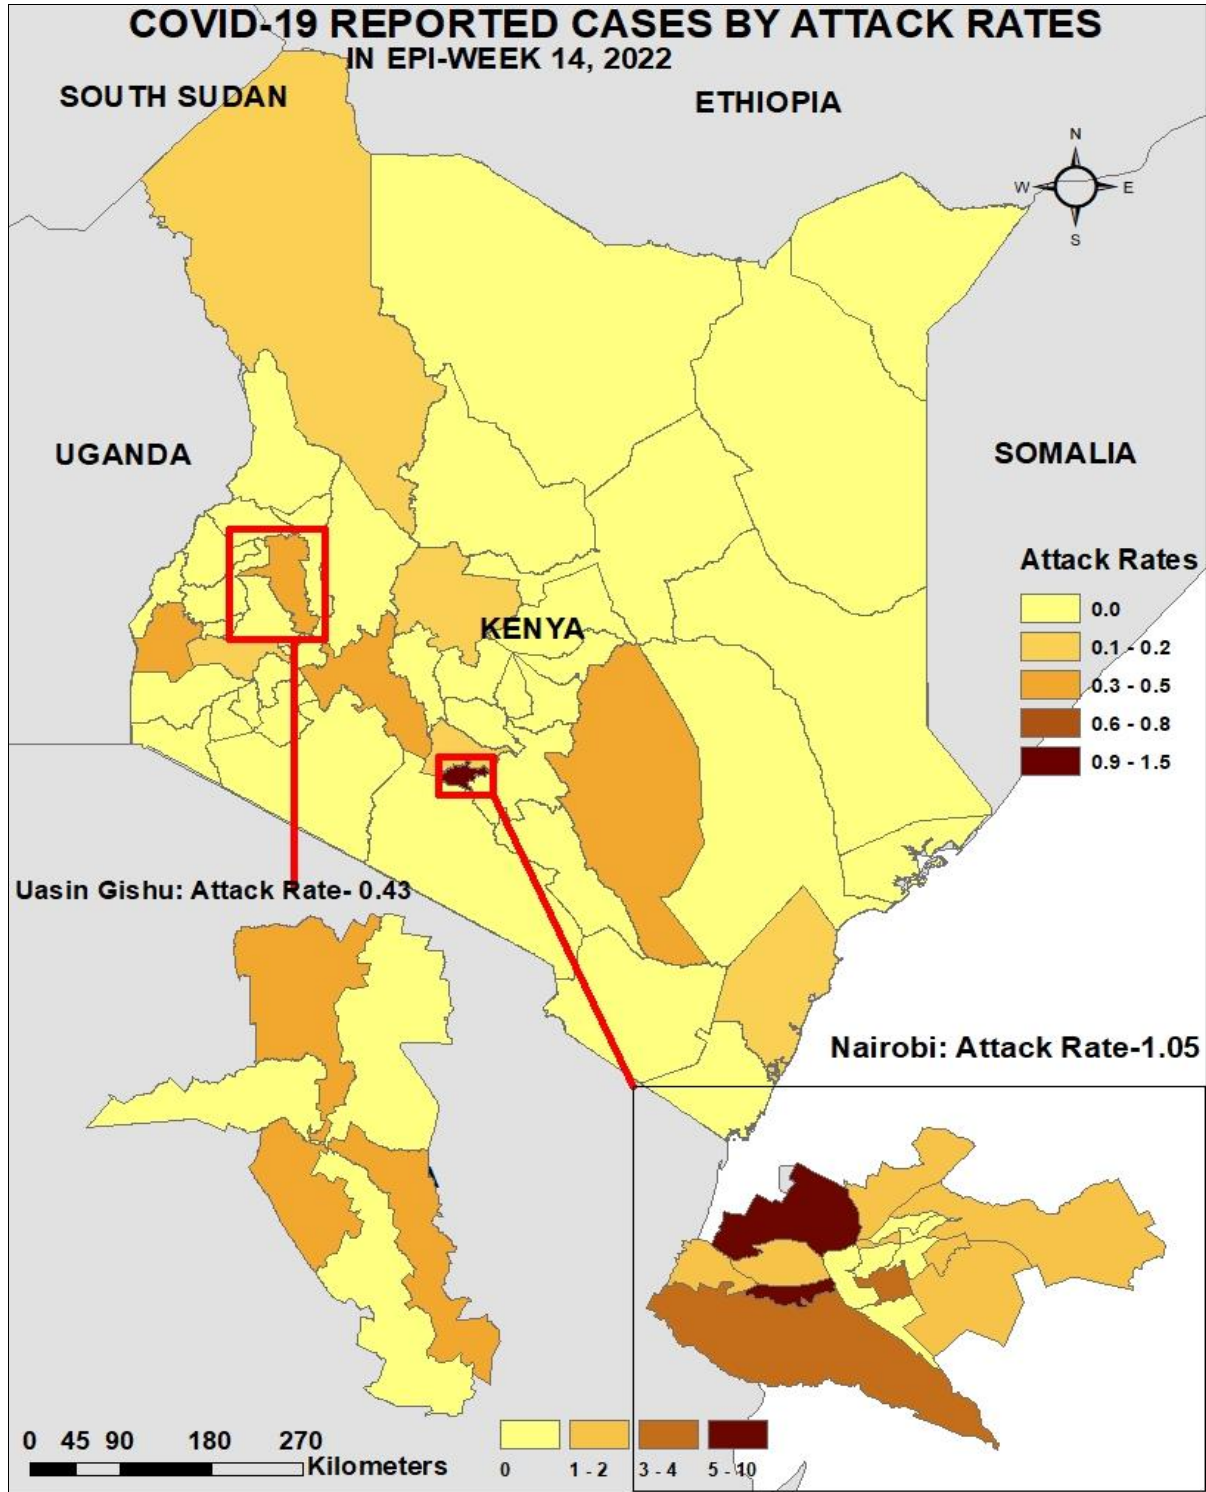 COVID-19 REPORTED CASES BY ATTACK RATES
IN EPI-WEEK 14, 2022
SOUTH SUDAN
ETHIOPIA
N
W
E
S
UGANDA
SOMALIA
KENYA
Attack Rates
0.0
0.1 - 0.2
0.3 - 0.5
0.6 - 0.8
0.9 - 1.5
Uasin Gishu: Attack Rate- 0.43
Nairobi: Attack Rate-1.05
0 45 90 180 270
Kilometers
0 1 - 2 3 - 4 5 - 10